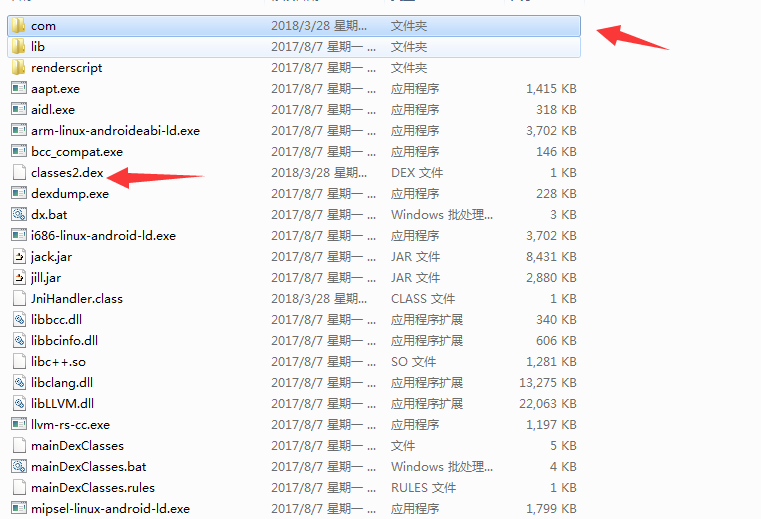 com 2018/3/28 星期... 文件夹
lib 2017/8/7 星期一 ... 文件夹
renderscript 2017/8/7 星期一 ... 文件夹
aapt.exe 2017/8/7 星期一 ... 应用程序 1,415 KB
aidl.exe 2017/8/7 星期一 ... 应用程序 318 KB
arm-linux-androideabi-ld.exe 2017/8/7 星期一 ... 应用程序 3,702 KB
bcc_compat.exe 2017/8/7 星期一 ... 应用程序 146 KB
classes2.dex 2018/3/28 星期... DEX 文件 1 KB
dexdump.exe 2017/8/7 星期一 ... 应用程序 228 KB
dx.bat 2017/8/7 星期一 ... Windows 批处理... 3 KB
i686-linux-android-ld.exe 2017/8/7 星期一 ... 应用程序 3,702 KB
jack.jar 2017/8/7 星期一 ... JAR 文件 8,431 KB
jill.jar 2017/8/7 星期一 ... JAR 文件 2,880 KB
JniHandler.class 2018/3/28 星期... CLASS 文件 1 KB
libbcc.dll 2017/8/7 星期一 ... 应用程序扩展 340 KB
libbcinfo.dll 2017/8/7 星期一 ... 应用程序扩展 606 KB
libc++.so 2017/8/7 星期一 ... SO 文件 1,281 KB
libclang.dll 2017/8/7 星期一 ... 应用程序扩展 13,275 KB
libLLVM.dll 2017/8/7 星期一 ... 应用程序扩展 22,063 KB
llvm-rs-cc.exe 2017/8/7 星期一 ... 应用程序 1,197 KB
mainDexClasses 2017/8/7 星期一 ... 文件 5 KB
mainDexClasses.bat 2017/8/7 星期一 ... Windows 批处理... 4 KB
mainDexClasses.rules 2017/8/7 星期一 ... RULES 文件 1 KB
mipsel-linux-android-ld.exe 2017/8/7 星期一 ... 应用程序 1,799 KB